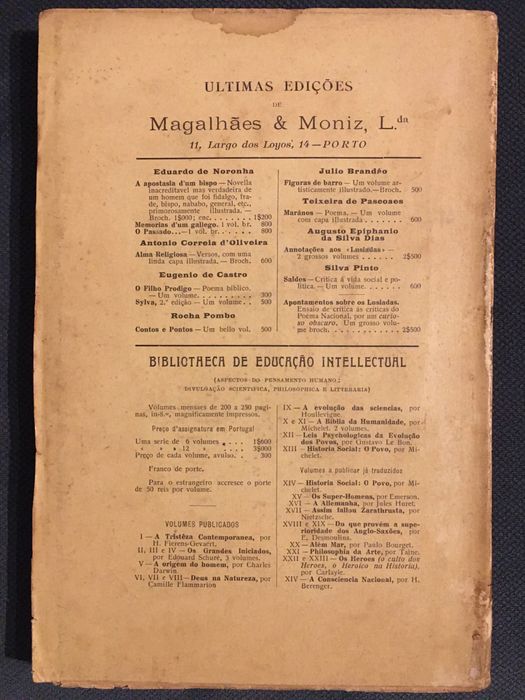 ULTIMAS EDIÇÕES
DE
Magalhães & Moniz, L.da
11, Largo dos Loyos, 14—PORTO
Eduardo de Noronha
A apostasia d'um bispo — Novella
inacreditavel mas verdadeira de
um homem que foi fidalgo, fra-
de, bispo, nababo, general, etc.,
primorosamente illustrada. —
Broch. 1$000; enc. . . . . . . 1$200
Memorias d'um gallego. 1 vol. br. 800
O Passado...—1 vol. br. . . . . . 800
Antonio Correia d'Oliveira
Alma Religiosa — Versos, com uma
linda capa illustrada. — Broch. 600
Eugenio de Castro
O Filho Prodigo — Poema biblico.
— Um volume. . . . . . . . . . 300
Sylva, 2.ª edição — Um volume . . 500
Rocha Pombo
Contos e Pontos — Um bello vol. 500
Julio Brandão
Figuras de barro — Um volume ar-
tisticamente illustrado.—Broch. 500
Teixeira de Pascoaes
Marános — Poema. — Um volume
com capa illustrada . . . . . . . 600
Augusto Epiphanio
da Silva Dias
Annotações aos «Lusiadas» —
2 grossos volumes . . . . . . 2$500
Silva Pinto
Saldos — Critica á vida social e po-
litica. — Um volume. . . . . . . 600
Apontamentos sobre os Lusiadas.
Ensaio de critica ás criticas do
Poema Nacional, por um curio-
so obscuro. Um grosso volu-
me broch. . . . . . . . . . . . 2$500
BIBLIOTHECA DE EDUCAÇÃO INTELLECTUAL
(ASPECTOS DO PENSAMENTO HUMANO;
DIVULGAÇÃO SCIENTIFICA, PHILOSOPHICA E LITTERARIA)
Volumes mensaes de 200 a 250 pagi-
nas, in-8.º, magnificamente impressos.
Preço d'assignatura em Portugal
Uma serie de 6 volumes . . . 1$600
» » » 12 » . . . . 3$000
Preço de cada volume, avulso. . 300
Franco de porte.
Para o estrangeiro accresce o porte
de 50 reis por volume.
VOLUMES PUBLICADOS
I — A Tristêza Contemporanea, por
H. Fierens-Gevaert.
II, III e IV — Os Grandes Iniciados,
por Edouard Schuré, 3 volumes.
V — A origem do homem, por Charles
Darwin.
VI, VII e VIII — Deus na Natureza, por
Camille Flammarion
IX — A evolução das sciencias, por
Houllevigue.
X e XI — A Biblia da Humanidade, por
Michelet. 2 volumes.
XII — Leis Psychologicas da Evolução
dos Povos, por Gustavo Le Bon.
XIII — Historia Social: O Povo, por Mi-
chelet.
Volumes a publicar já traduzidos
XIV — Historia Social: O Povo, por Mi-
chelet.
XV — Os Super-Homens, por Emerson.
XVI — A Allemanha, por Jules Huret.
XVII — Assim fallou Zarathrusta, por
Nietzsche.
XVIII e XIX — Do que provém a supe-
rioridade dos Anglo-Saxões, por
E. Desmoulins.
XX — Além Mar, por Paulo Bourget.
XXI — Philosophia da Arte, por Taine.
XXII e XXIII — Os Heroes (o culto dos
Heroes, o Heroico na Historia),
por Carlayle.
XIV — A Consciencia Nacional, por H.
Berenger.